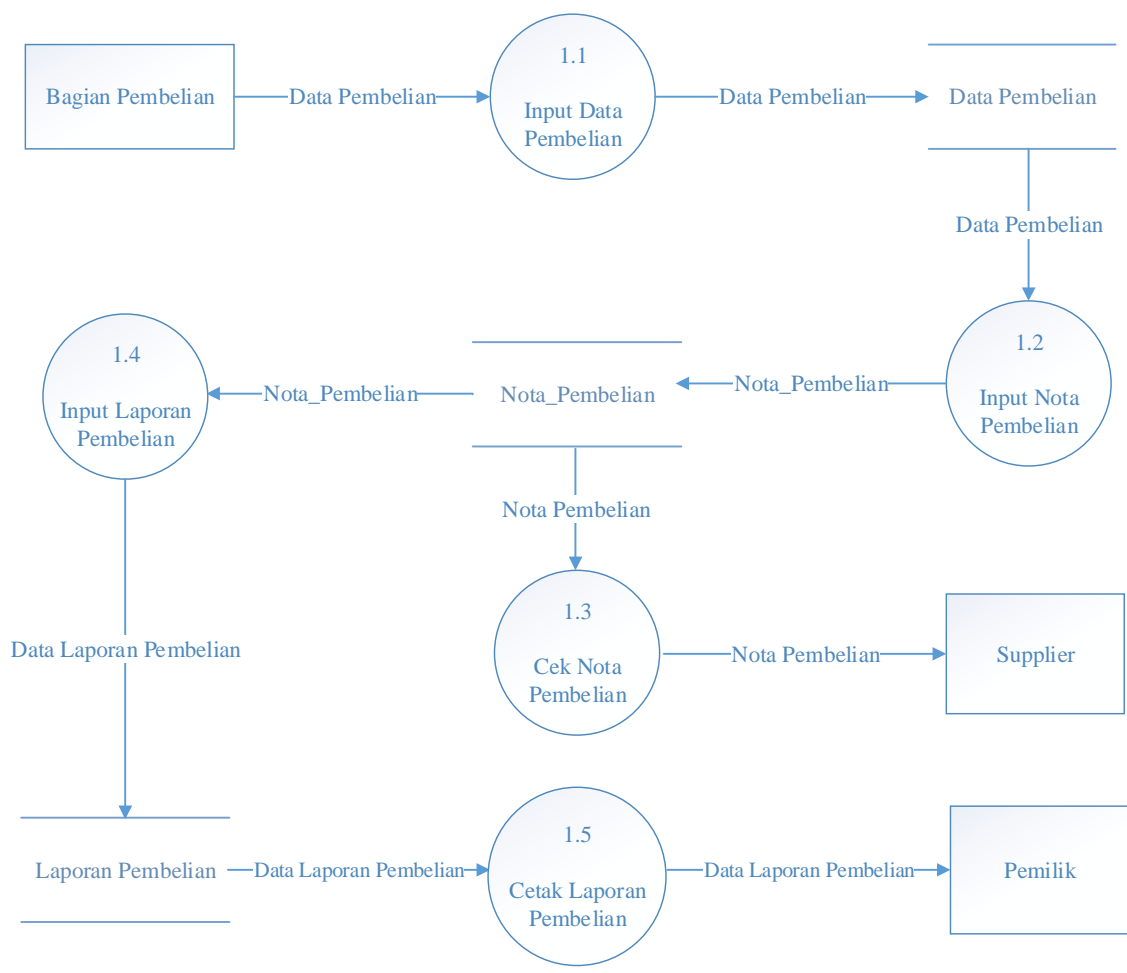 Bagian Pembelian
Data Pembelian
1.1
Input Data
Pembelian
Data Pembelian
Data Pembelian
Data Pembelian
1.2
Input Nota
Pembelian
Nota_Pembelian
Nota_Pembelian
Nota_Pembelian
1.4
Input Laporan
Pembelian
Nota Pembelian
1.3
Cek Nota
Pembelian
Nota Pembelian
Supplier
Data Laporan Pembelian
Laporan Pembelian
Data Laporan Pembelian
1.5
Cetak Laporan
Pembelian
Data Laporan Pembelian
Pemilik